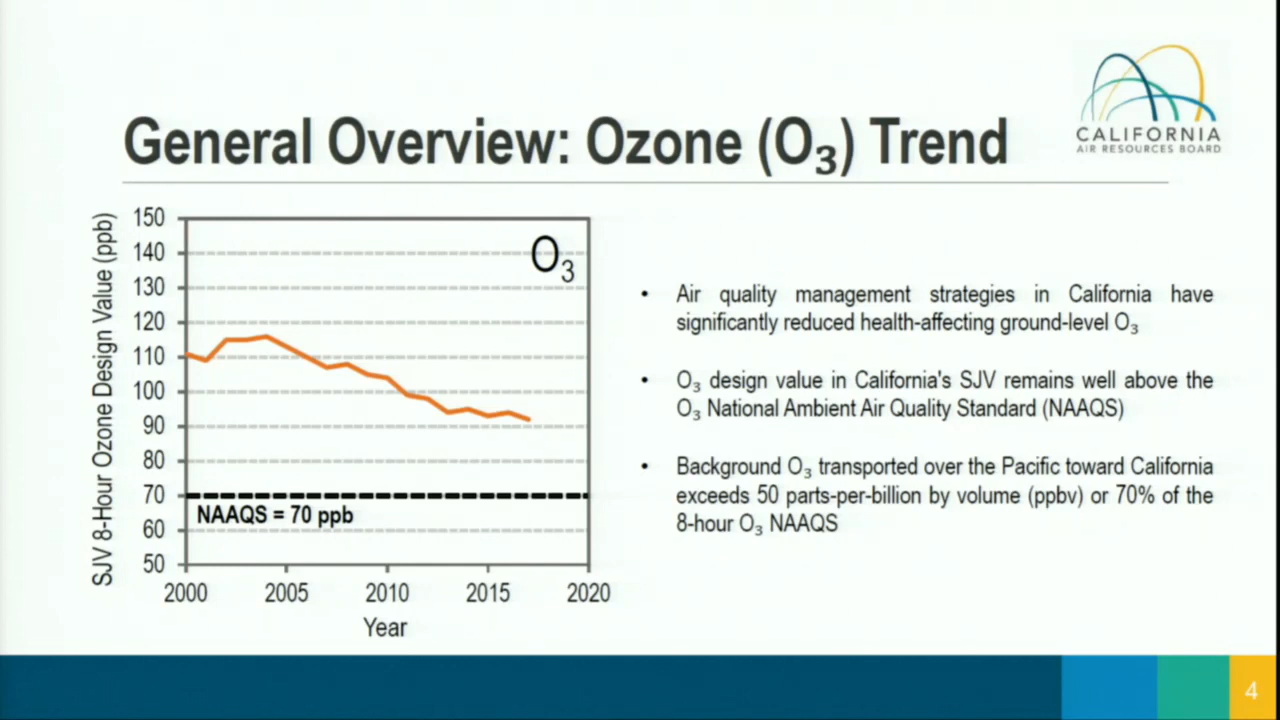 CALIFORNIA
AIR RESOURCES BOARD
General Overview: Ozone (O₃) Trend
SJV 8-Hour Ozone Design Value (ppb)
150
140
130
120
110
100
90
80
70
60
50
O₃
NAAQS = 70 ppb
2000 2005 2010 2015 2020
Year
• Air quality management strategies in California have
significantly reduced health-affecting ground-level O₃
• O₃ design value in California's SJV remains well above the
O₃ National Ambient Air Quality Standard (NAAQS)
• Background O₃ transported over the Pacific toward California
exceeds 50 parts-per-billion by volume (ppbv) or 70% of the
8-hour O₃ NAAQS
4